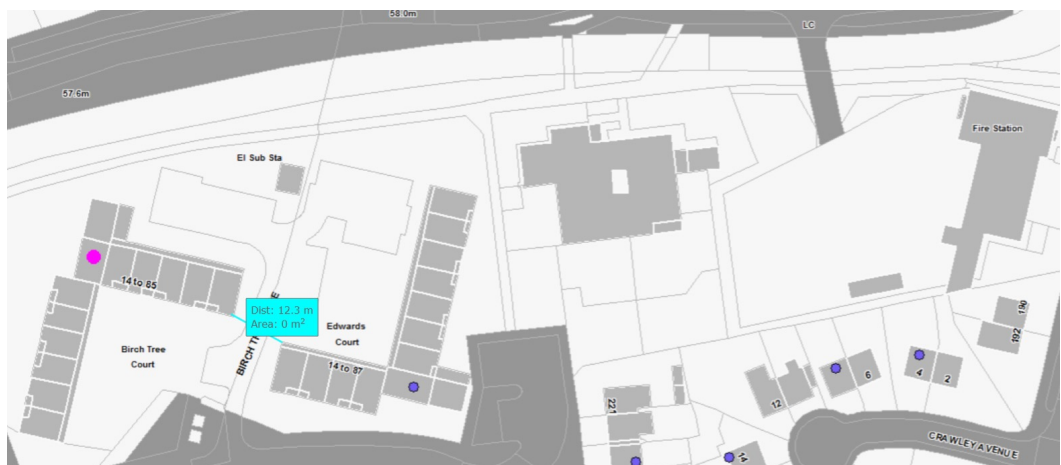 58.0m
LC
57.6m
Fire Station
El Sub Sta
14 to 85
Dist: 12.3 m
Area: 0 m²
Edwards
Court
BIRCH
Birch Tree
Court
14 to 87
190
192
6
4
2
12
221
14
CRAWLEY AVENUE